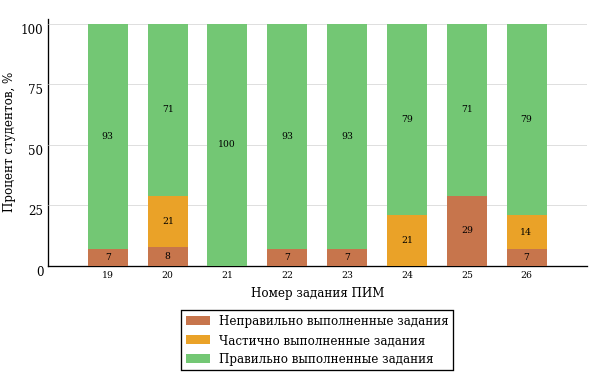 100
75
50
25
0
Процент студентов, %
93 71 100 93 93 79 71 79
21 21 29 14
7 8 7 7 7
19 20 21 22 23 24 25 26
Номер задания ПИМ
Неправильно выполненные задания
Частично выполненные задания
Правильно выполненные задания